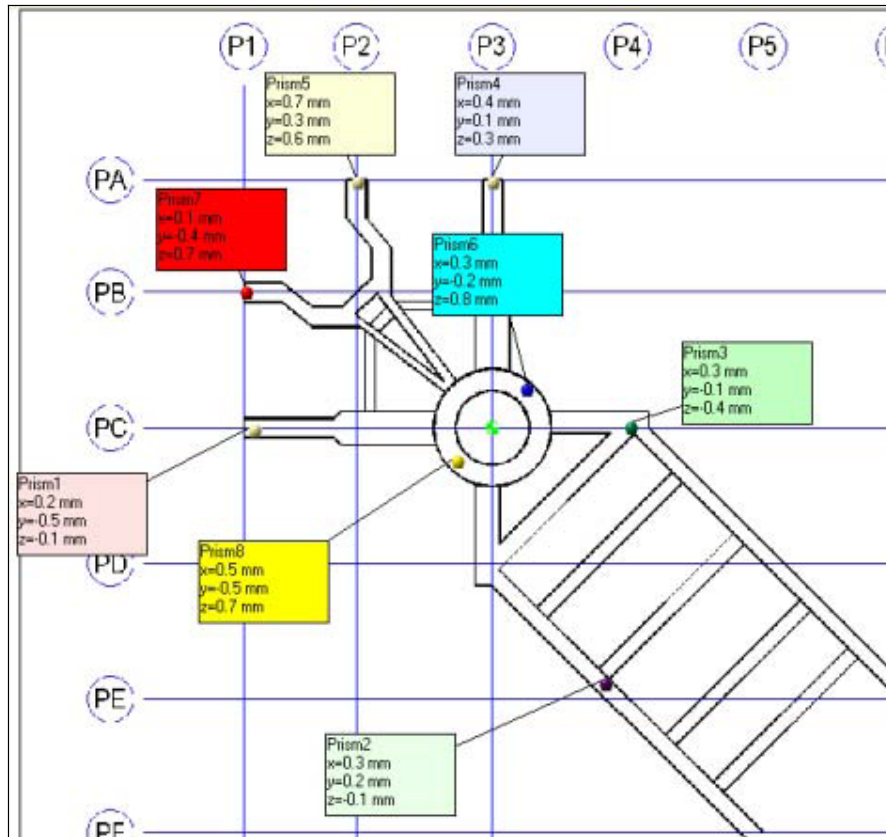 P1 P2 P3 P4 P5
Prism5
x=0.7 mm
y=0.3 mm
z=0.6 mm
Prism4
x=0.4 mm
y=0.1 mm
z=0.3 mm
PA
Prism7
x=0.1 mm
y=-0.4 mm
z=0.7 mm
Prism6
x=0.3 mm
y=-0.2 mm
z=0.8 mm
PB
Prism3
x=0.3 mm
y=-0.1 mm
z=-0.4 mm
PC
Prism1
x=0.2 mm
y=-0.5 mm
z=-0.1 mm
Prism8
x=0.5 mm
y=-0.5 mm
z=0.7 mm
PD
PE
Prism2
x=0.3 mm
y=0.2 mm
z=-0.1 mm